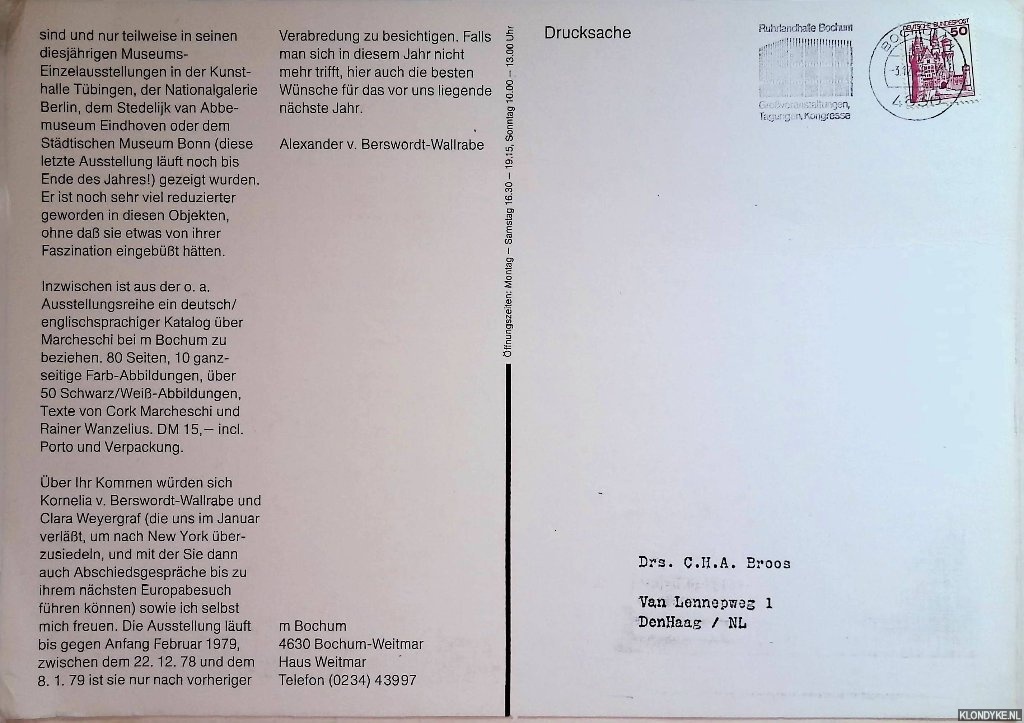 sind und nur teilweise in seinen
diesjährigen Museums-
Einzelausstellungen in der Kunst-
halle Tübingen, der Nationalgalerie
Berlin, dem Stedelijk van Abbe-
museum Eindhoven oder dem
Städtischen Museum Bonn (diese
letzte Ausstellung läuft noch bis
Ende des Jahres!) gezeigt wurden.
Er ist noch sehr viel reduzierter
geworden in diesen Objekten,
ohne daß sie etwas von ihrer
Faszination eingebüßt hätten.
Inzwischen ist aus der o. a.
Ausstellungsreihe ein deutsch/
englischsprachiger Katalog über
Marcheschi bei m Bochum zu
beziehen. 80 Seiten, 10 ganz-
seitige Farb-Abbildungen, über
50 Schwarz/Weiß-Abbildungen,
Texte von Cork Marcheschi und
Rainer Wanzelius. DM 15,– incl.
Porto und Verpackung.
Über Ihr Kommen würden sich
Kornelia v. Berswordt-Wallrabe und
Clara Weyergraf (die uns im Januar
verläßt, um nach New York über-
zusiedeln, und mit der Sie dann
auch Abschiedsgespräche bis zu
ihrem nächsten Europabesuch
führen können) sowie ich selbst
mich freuen. Die Ausstellung läuft
bis gegen Anfang Februar 1979,
zwischen dem 22. 12. 78 und dem
8. 1. 79 ist sie nur nach vorheriger
Verabredung zu besichtigen. Falls
man sich in diesem Jahr nicht
mehr trifft, hier auch die besten
Wünsche für das vor uns liegende
nächste Jahr.
Alexander v. Berswordt-Wallrabe
m Bochum
4630 Bochum-Weitmar
Haus Weitmar
Telefon (0234) 43997
Öffnungszeiten: Montag – Samstag 16.30 – 19.15, Sonntag 10.00 – 13.00 Uhr
Drucksache
Ruhrlandhalle Bochum
Großveranstaltungen,
Tagungen, Kongresse
BOCHUM
4630
DEUTSCHE BUNDESPOST
50
Drs. C.H.A. Broos
Van Lennepweg 1
DenHaag / NL
KLONDYKE.NL